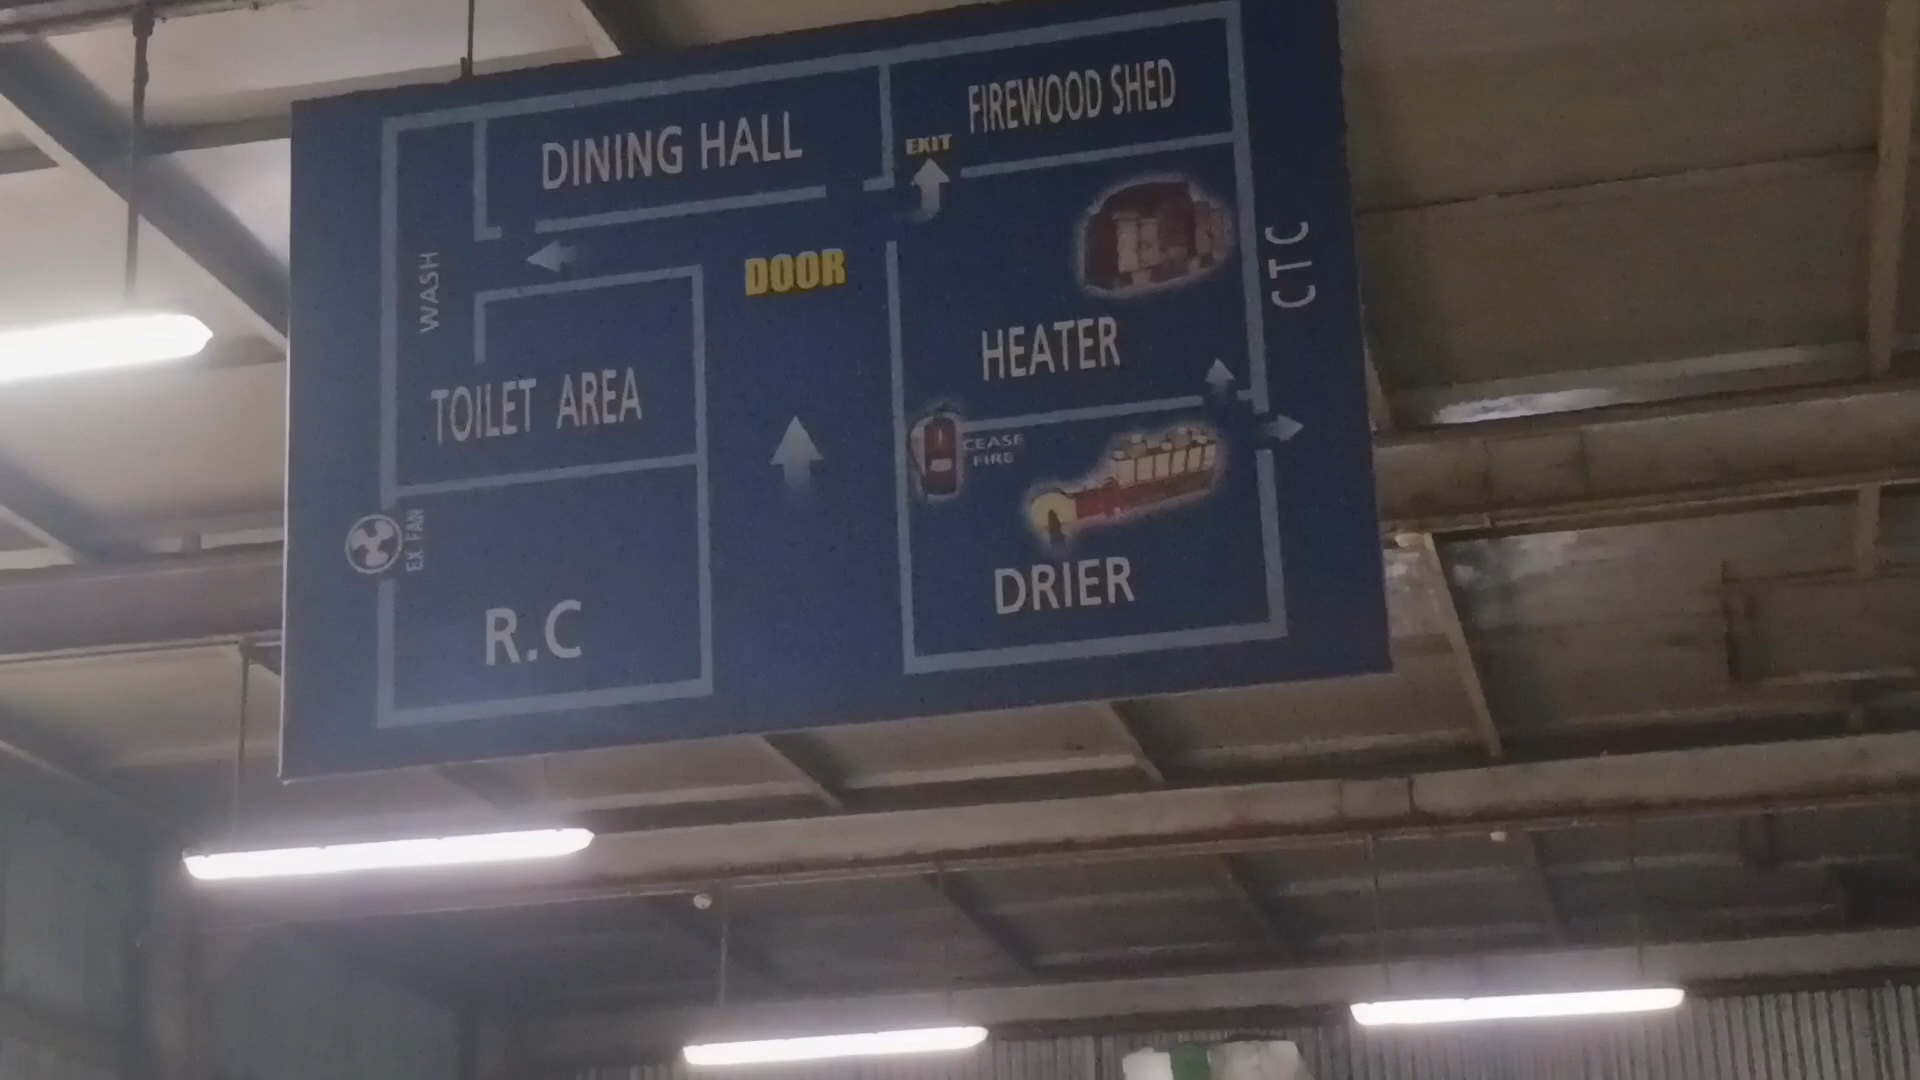 DINING HALL
FIREWOOD SHED
EXIT
WASH
DOOR
CTC
HEATER
TOILET AREA
CEASE
FIRE
EX. FAN
DRIER
R.C